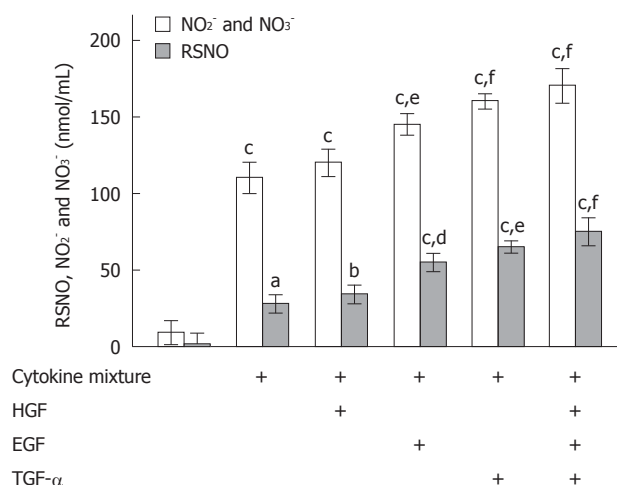 NO₂⁻ and NO₃⁻
RSNO
RSNO, NO₂⁻ and NO₃⁻ (nmol/mL)
200
150
100
50
0
c
a
c
b
c,e
c,d
c,f
c,e
c,f
c,f
Cytokine mixture + + + + +
HGF + +
EGF + +
TGF-α + +